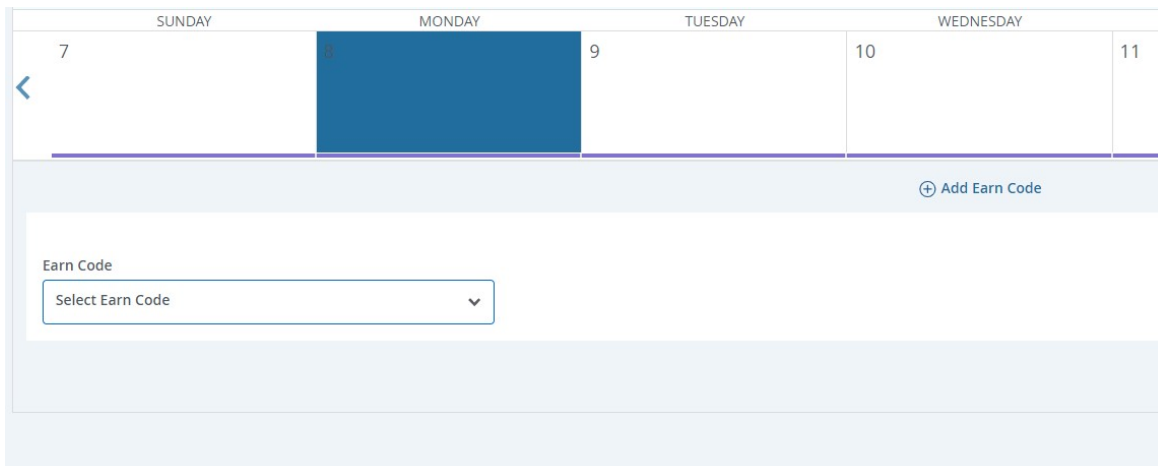 SUNDAY MONDAY TUESDAY WEDNESDAY
7 8 9 10 11
Add Earn Code
Earn Code
Select Earn Code